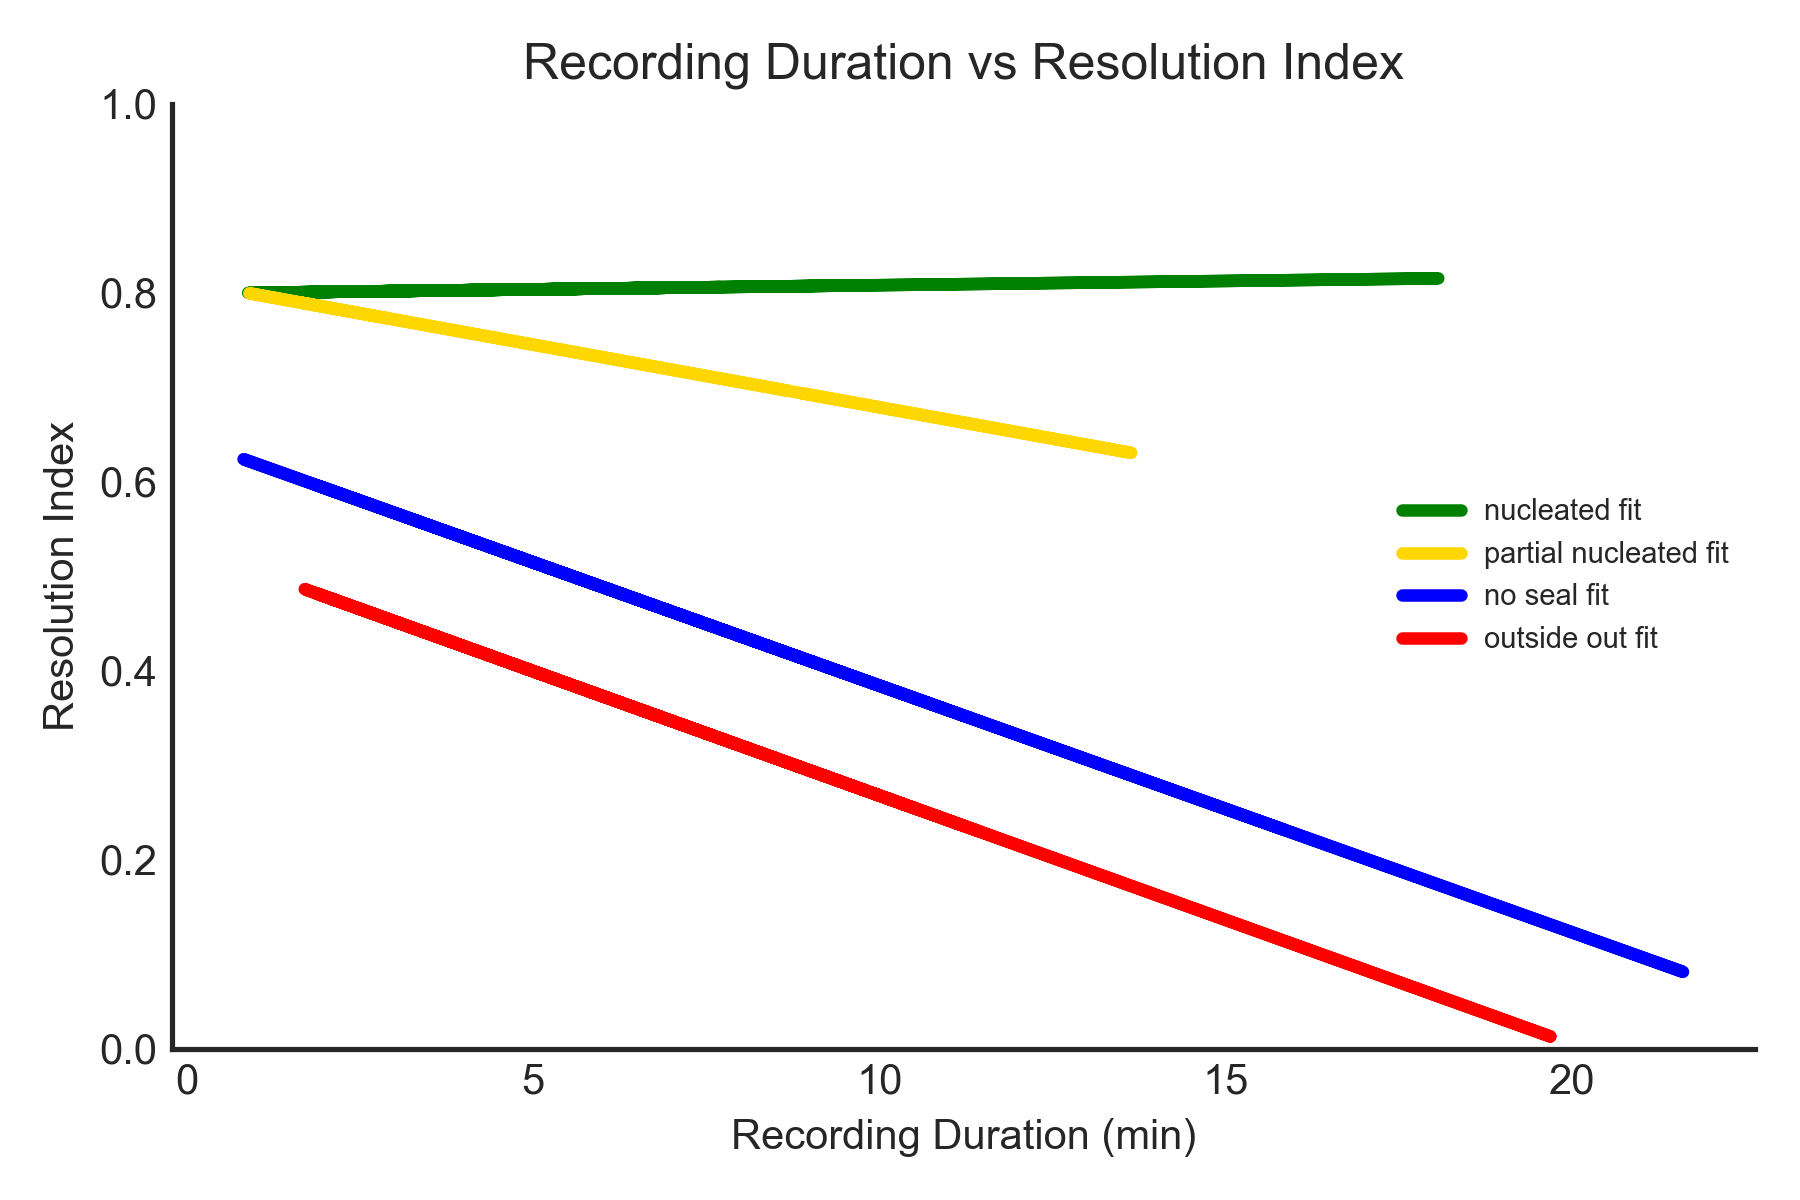 Recording Duration vs Resolution Index
1.0
0.8
0.6
0.4
0.2
0.0
Resolution Index
nucleated fit
partial nucleated fit
no seal fit
outside out fit
0 5 10 15 20
Recording Duration (min)